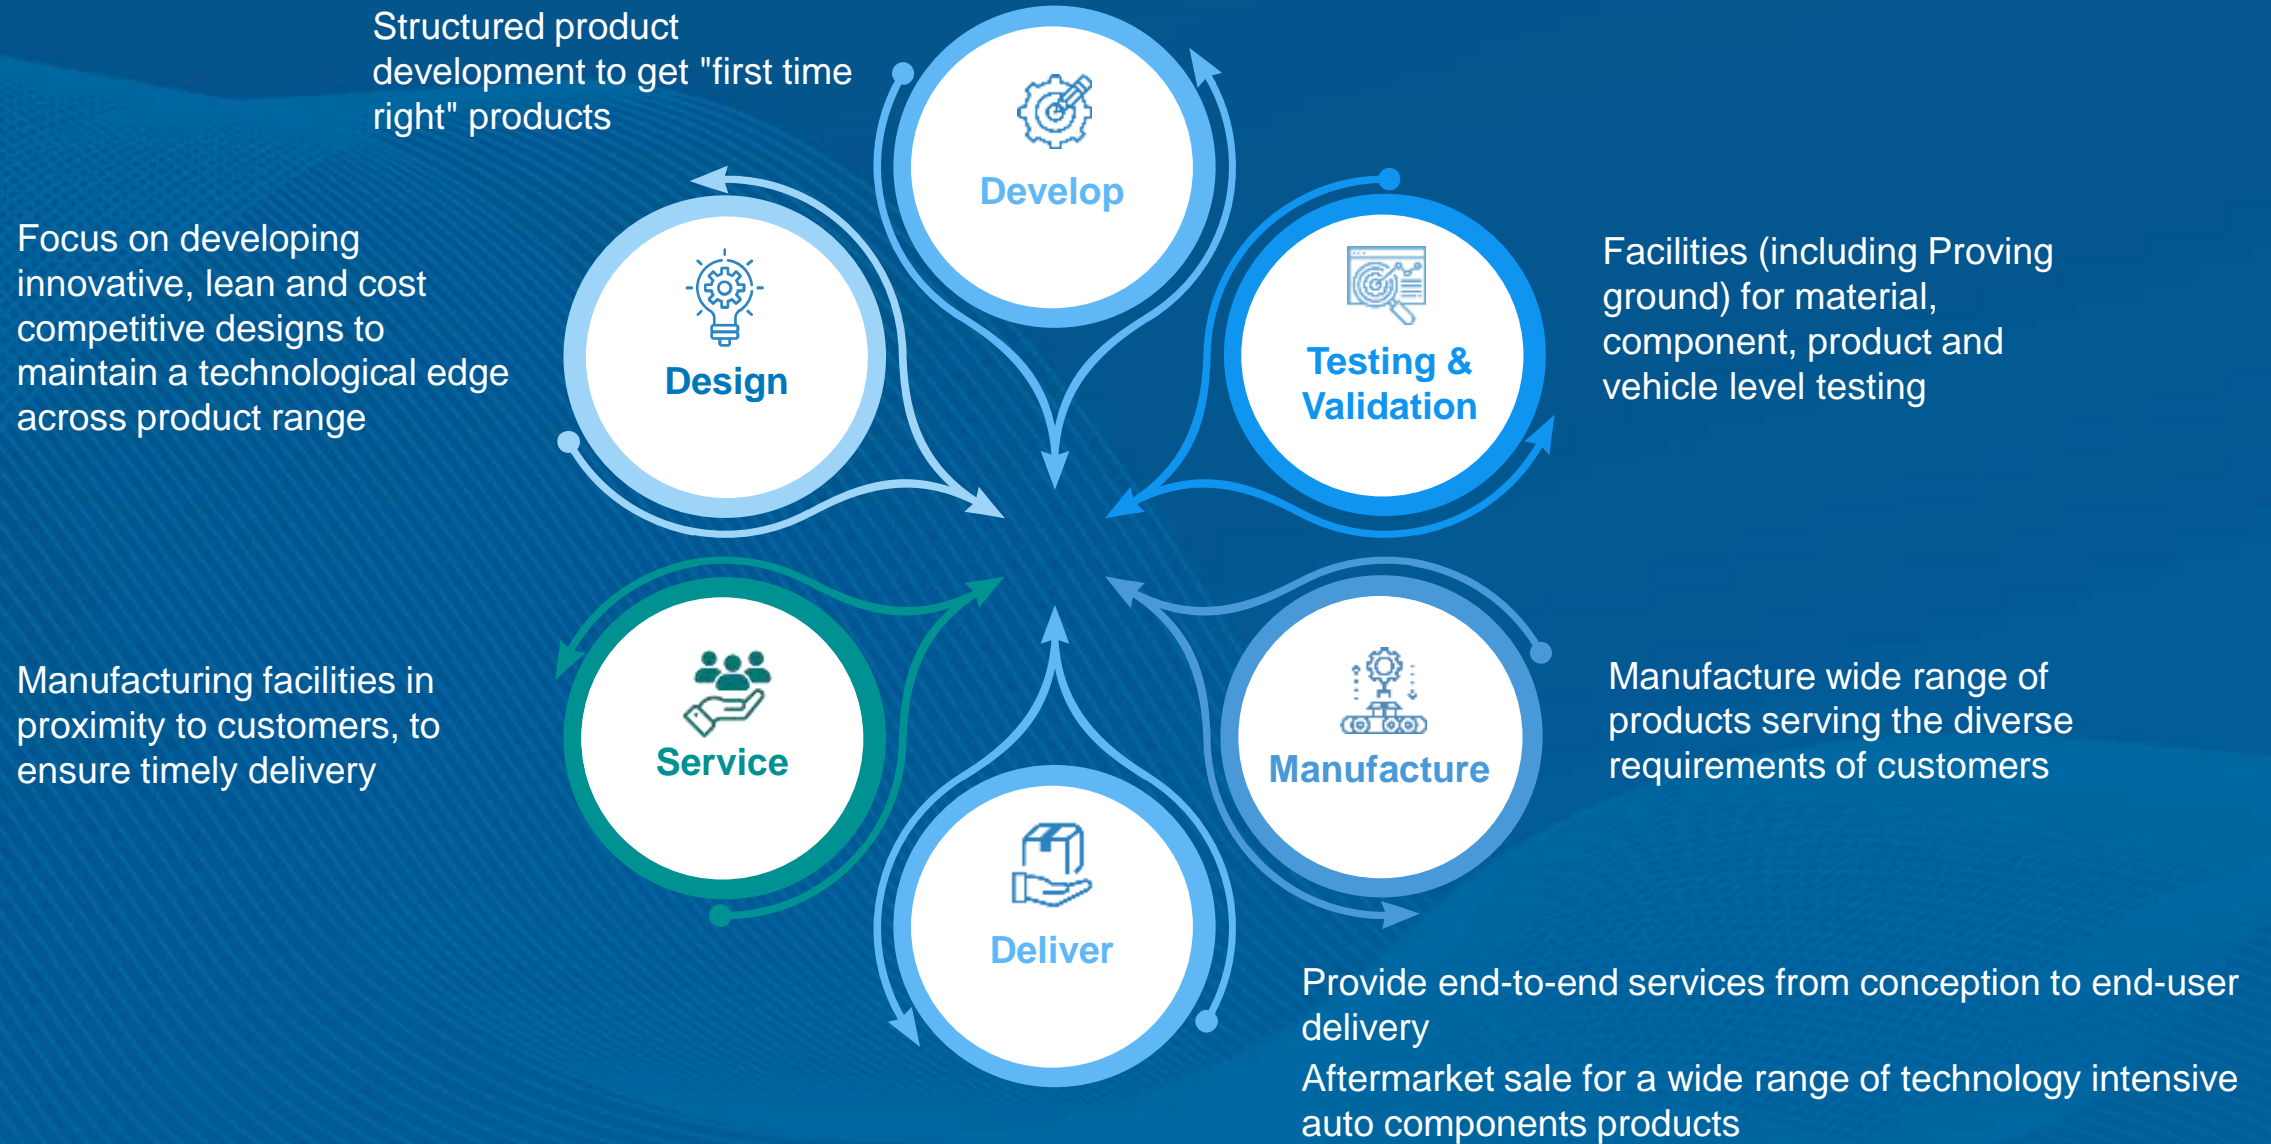 Structured product
development to get "first time
right" products
Develop
Focus on developing
innovative, lean and cost
competitive designs to
maintain a technological edge
across product range
Design
Testing &
Validation
Facilities (including Proving
ground) for material,
component, product and
vehicle level testing
Manufacturing facilities in
proximity to customers, to
ensure timely delivery
Service
Manufacture
Manufacture wide range of
products serving the diverse
requirements of customers
Deliver
Provide end-to-end services from conception to end-user
delivery
Aftermarket sale for a wide range of technology intensive
auto components products